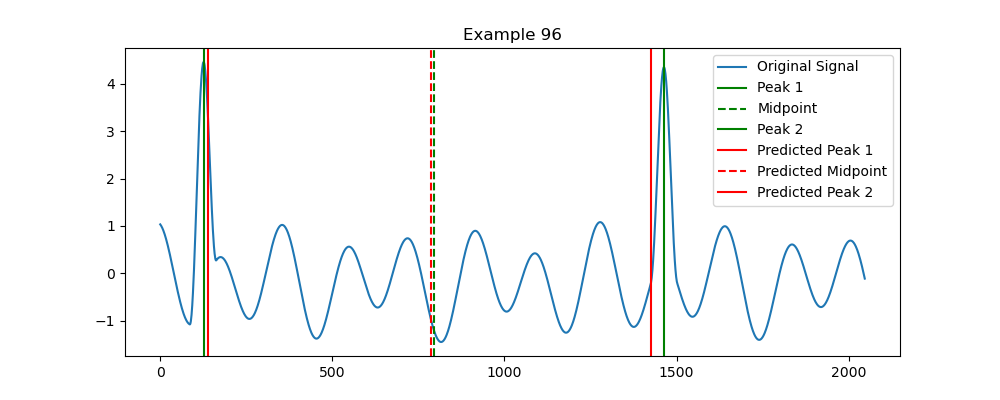 Example 96
Original Signal
Peak 1
Midpoint
Peak 2
Predicted Peak 1
Predicted Midpoint
Predicted Peak 2
4
3
2
1
0
−1
0
500
1000
1500
2000